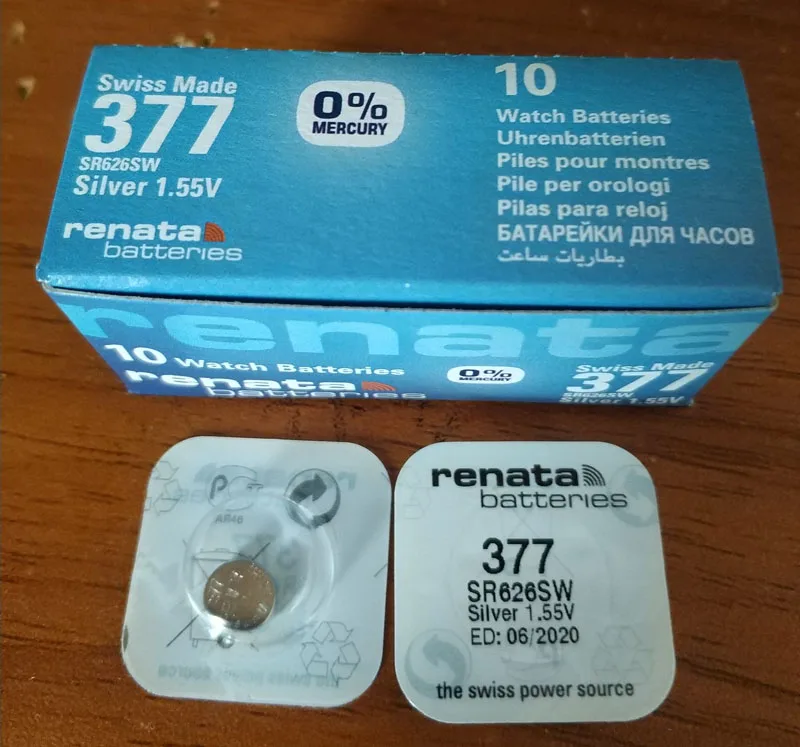 Swiss Made
377
SR626SW
Silver 1.55V
renata
batteries
0%
MERCURY
10
Watch Batteries
Uhrenbatterien
Piles pour montres
Pile per orologi
Pilas para reloj
БАТАРЕЙКИ ДЛЯ ЧАСОВ
بطاريات ساعت
renata
10 Watch Batteries
renata
batteries
0%
MERCURY
Swiss Made
377
SR626SW
Silver 1.55V
renata
batteries
377
SR626SW
Silver 1.55V
ED: 06/2020
the swiss power source